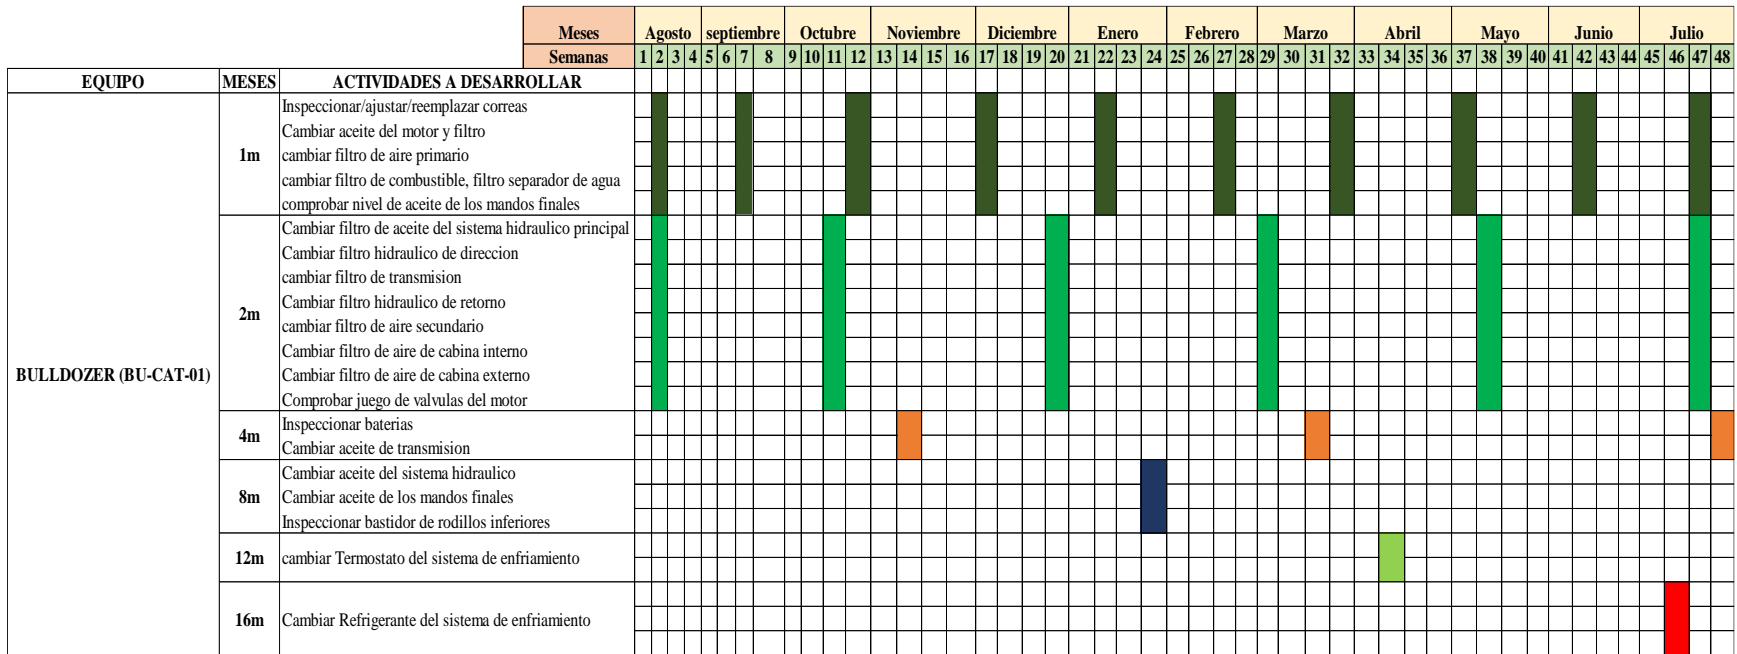 Meses Agosto septiembre Octubre Noviembre Diciembre Enero Febrero Marzo Abril Mayo Junio Julio
Semanas 1 2 3 4 5 6 7 8 9 10 11 12 13 14 15 16 17 18 19 20 21 22 23 24 25 26 27 28 29 30 31 32 33 34 35 36 37 38 39 40 41 42 43 44 45 46 47 48
EQUIPO MESES ACTIVIDADES A DESARROLLAR
BULLDOZER (BU-CAT-01)
1m
Inspeccionar/ajustar/reemplazar correas
Cambiar aceite del motor y filtro
cambiar filtro de aire primario
cambiar filtro de combustible, filtro separador de agua
comprobar nivel de aceite de los mandos finales
2m
Cambiar filtro de aceite del sistema hidraulico principal
Cambiar filtro hidraulico de direccion
cambiar filtro de transmision
Cambiar filtro hidraulico de retorno
cambiar filtro de aire secundario
Cambiar filtro de aire de cabina interno
Cambiar filtro de aire de cabina externo
Comprobar juego de valvulas del motor
4m
Inspeccionar baterias
Cambiar aceite de transmision
8m
Cambiar aceite del sistema hidraulico
Cambiar aceite de los mandos finales
Inspeccionar bastidor de rodillos inferiores
12m
cambiar Termostato del sistema de enfriamiento
16m
Cambiar Refrigerante del sistema de enfriamiento